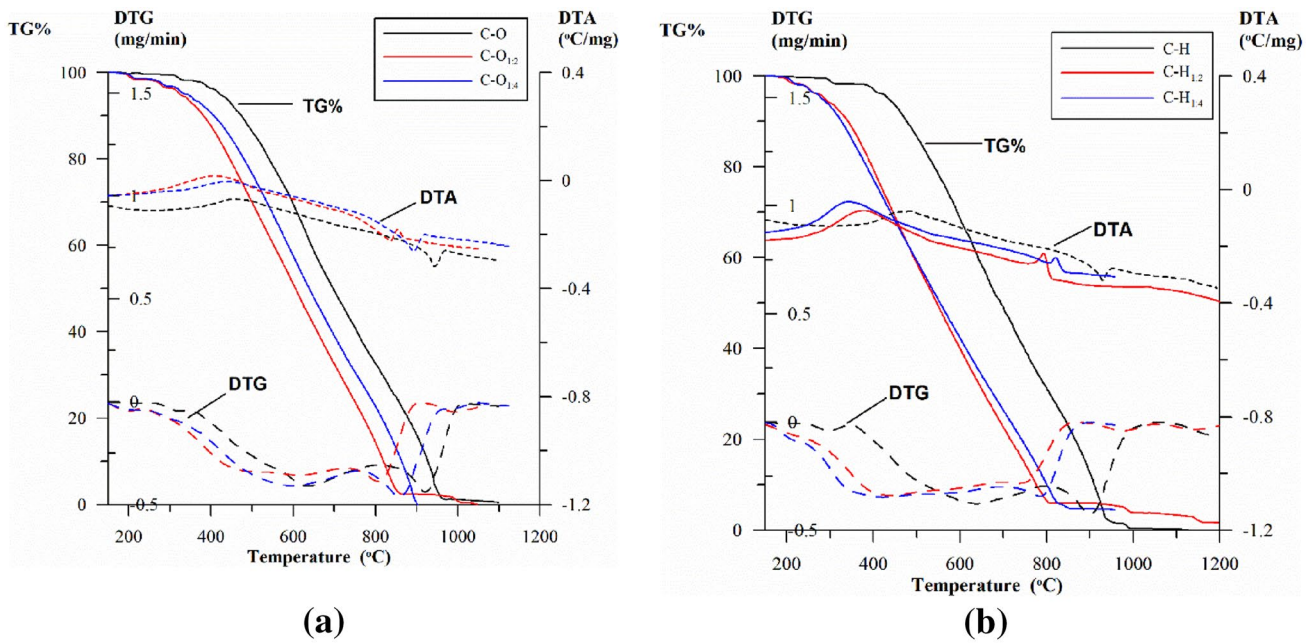 TG%
DTG
(mg/min)
DTA
(°C/mg)
C-O
C-O1:2
C-O1:4
100
80
60
40
20
0
1.5
1
0.5
0
-0.5
0.4
0
-0.4
-0.8
-1.2
TG%
DTA
DTG
200 400 600 800 1000 1200
Temperature (°C)
(a)
TG%
DTG
(mg/min)
DTA
(°C/mg)
C-H
C-H1:2
C-H1:4
100
80
60
40
20
0
1.5
1
0.5
0
-0.5
0.4
0
-0.4
-0.8
-1.2
TG%
DTA
DTG
200 400 600 800 1000 1200
Temperature (°C)
(b)